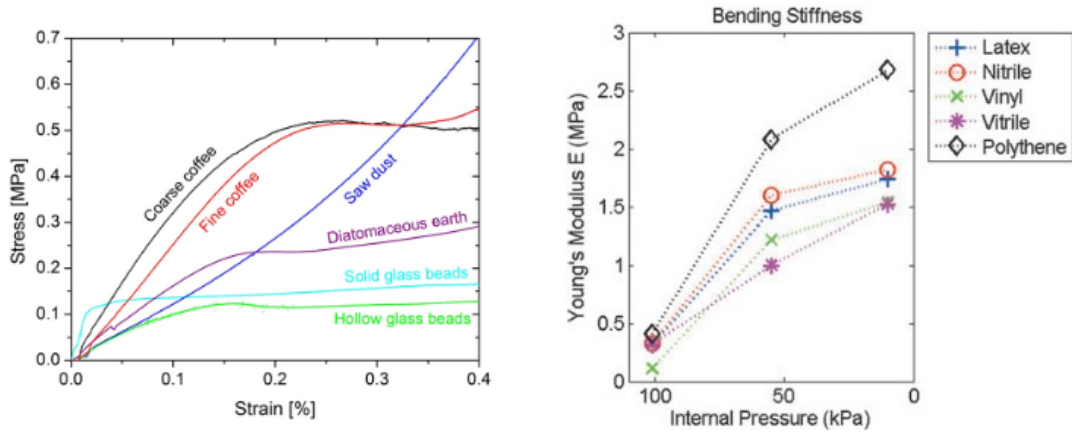 0.7
0.6
0.5
0.4
0.3
0.2
0.1
0.0
Stress [MPa]
Coarse coffee
Fine coffee
Saw dust
Diatomaceous earth
Solid glass beads
Hollow glass beads
0.0 0.1 0.2 0.3 0.4
Strain [%]
Bending Stiffness
3
2.5
2
1.5
1
0.5
0
Young's Modulus E (MPa)
100 50 0
Internal Pressure (kPa)
Latex
Nitrile
Vinyl
Vitrile
Polythene